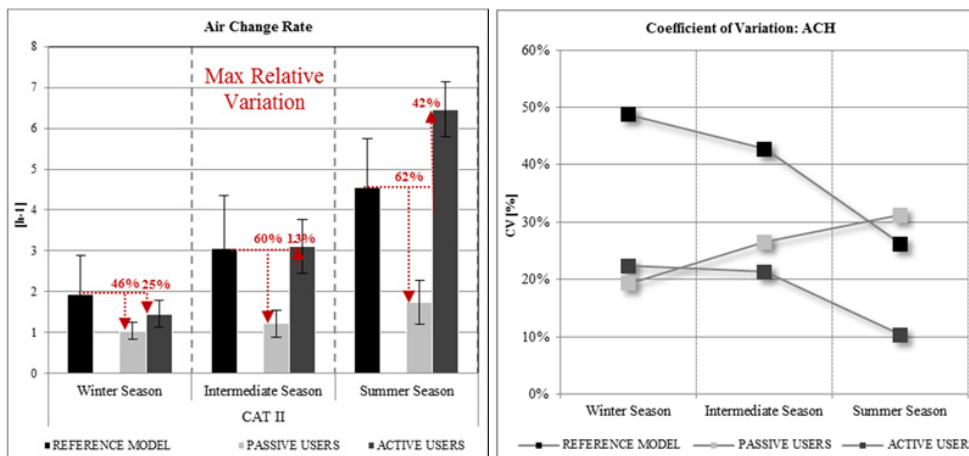 Air Change Rate
8
7
6
5
4
3
2
1
0
[h-1]
Max Relative
Variation
46%
25%
60%
13%
62%
42%
Winter Season
Intermediate Season
Summer Season
CAT II
REFERENCE MODEL
PASSIVE USERS
ACTIVE USERS
Coefficient of Variation: ACH
60%
50%
40%
30%
20%
10%
0%
CV [%]
Winter Season
Intermediate Season
Summer Season
REFERENCE MODEL
PASSIVE USERS
ACTIVE USERS